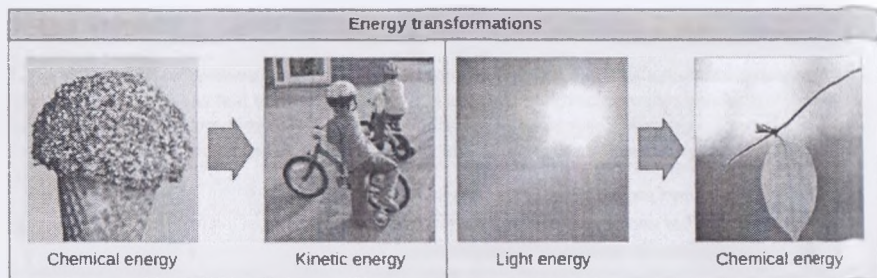 Energy transformations
Chemical energy
Kinetic energy
Light energy
Chemical energy